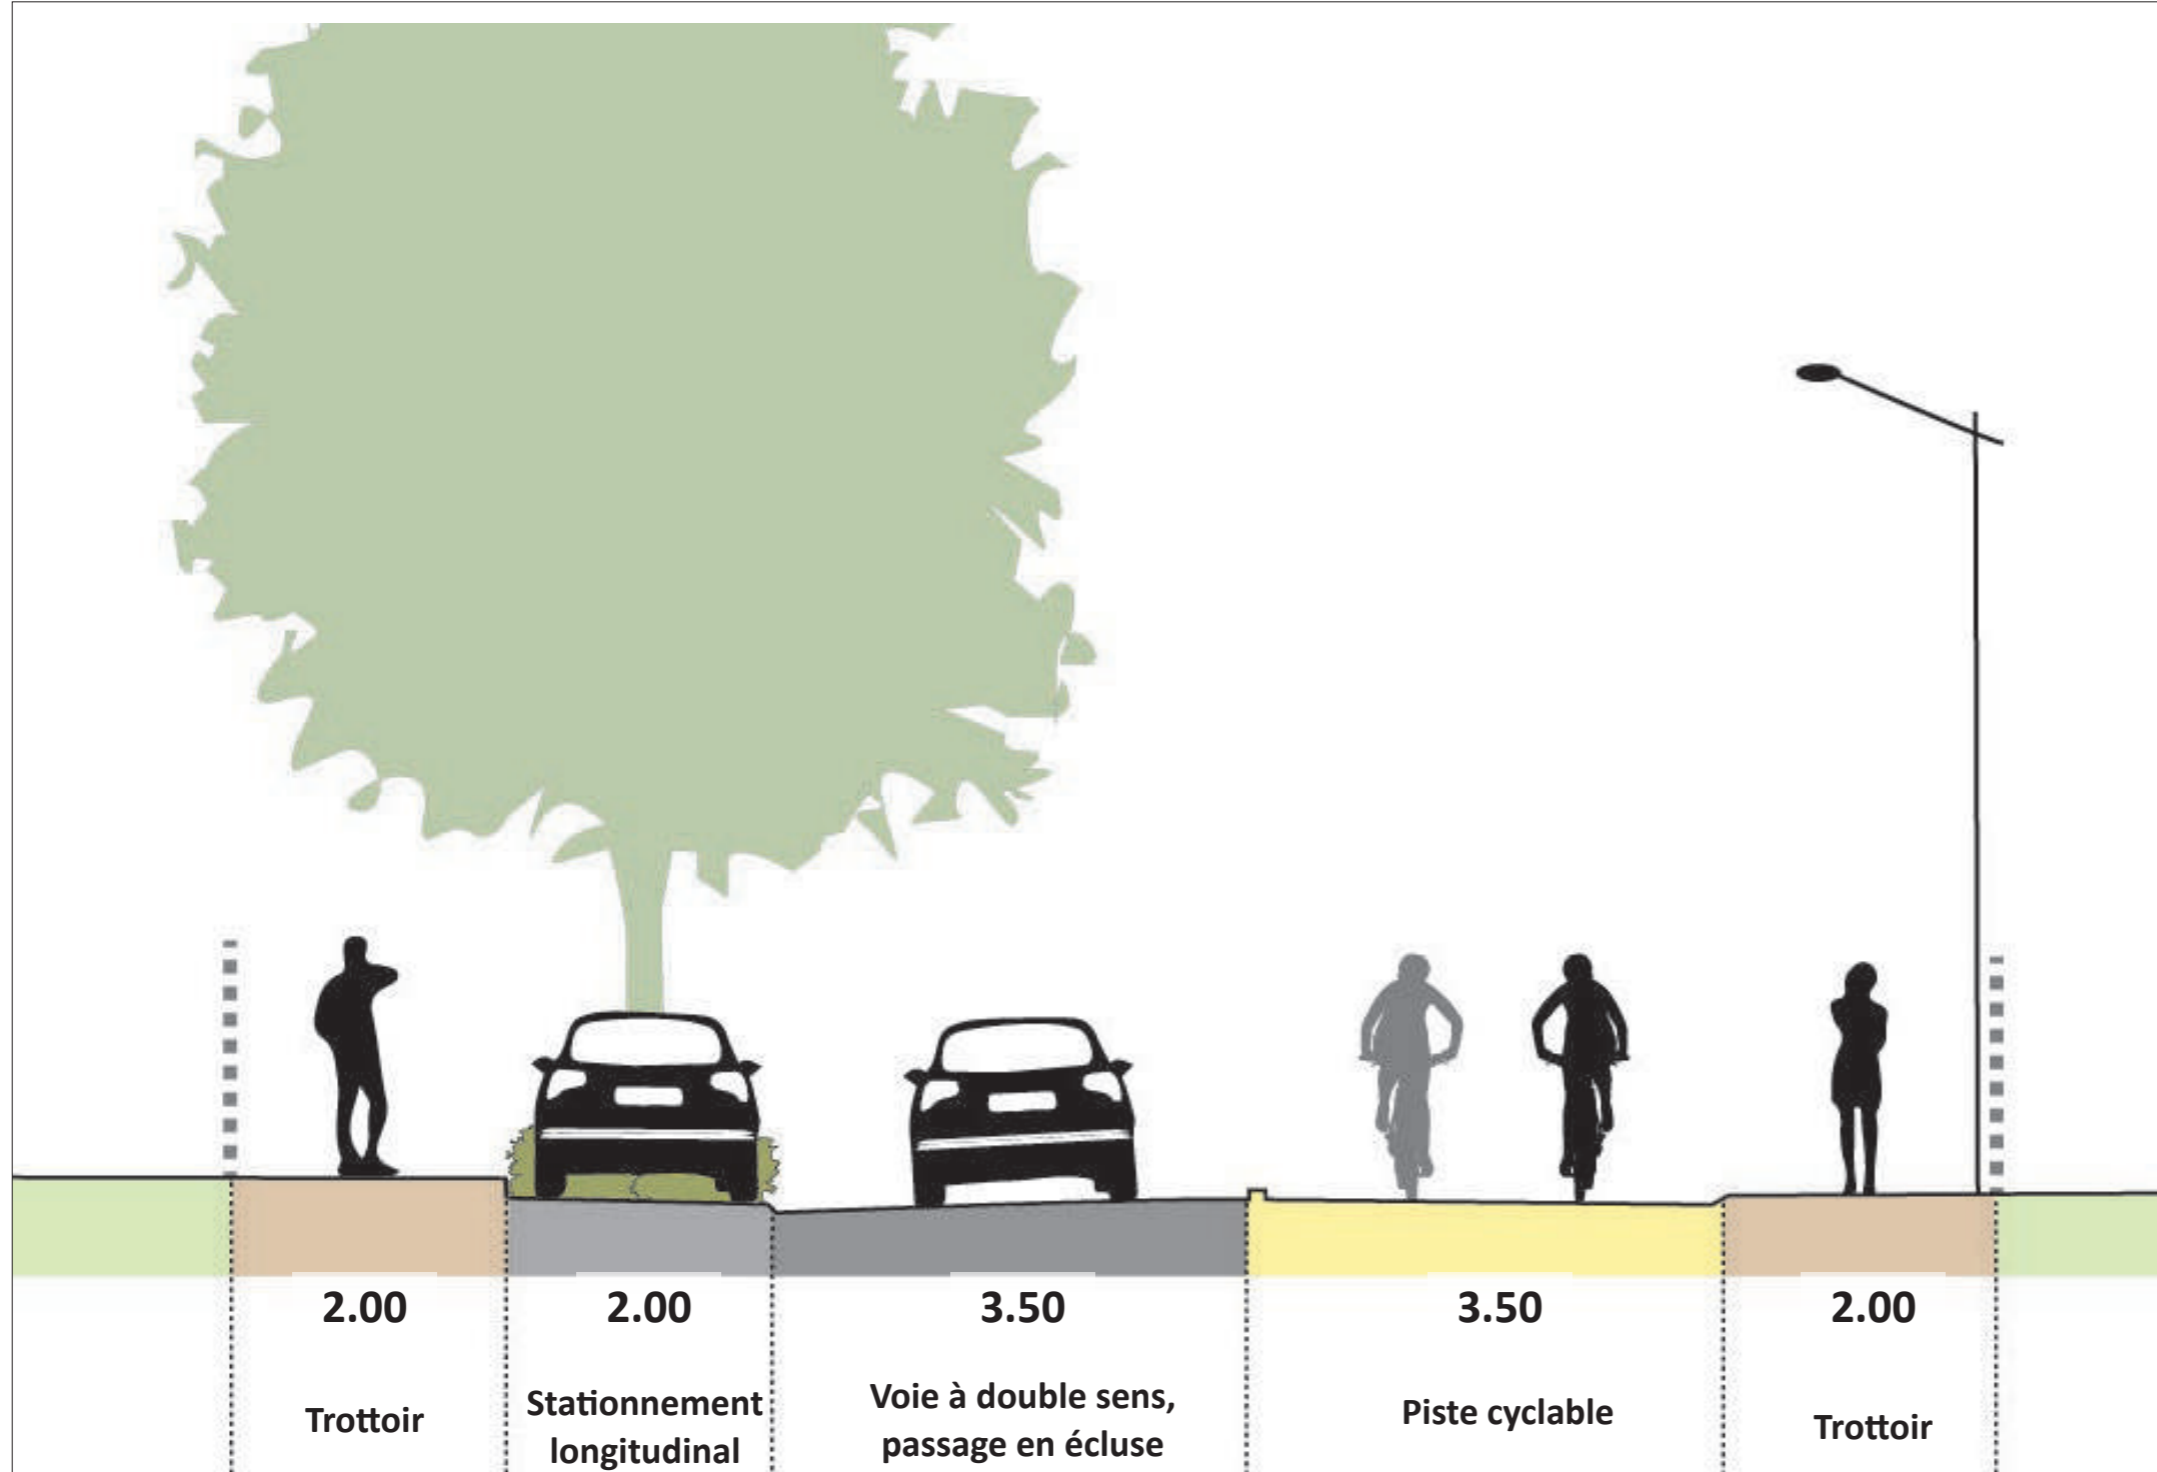 2.00
2.00
3.50
3.50
2.00
Trottoir
Stationnement
longitudinal
Voie à double sens,
passage en écluse
Piste cyclable
Trottoir